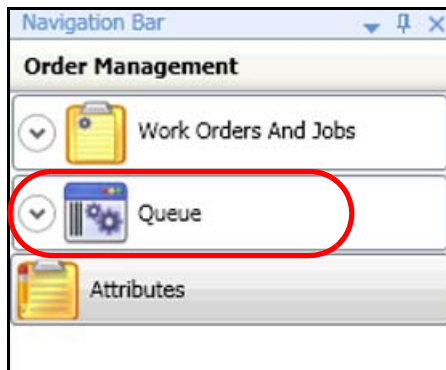 Navigation Bar
Order Management
Work Orders And Jobs
Queue
Attributes